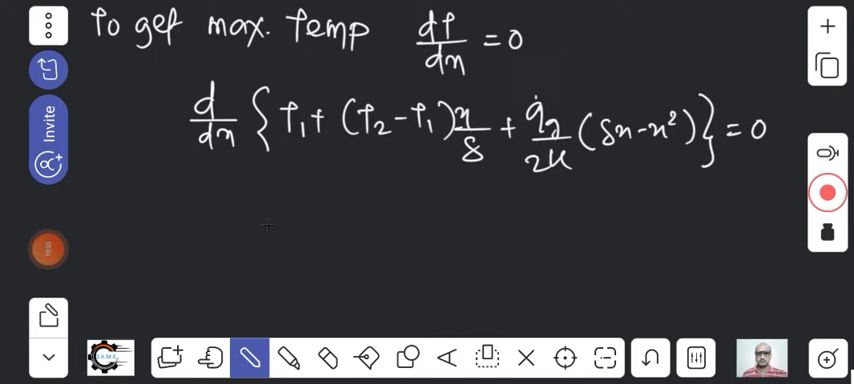 To get max. Temp dT/dx = 0
d/dx { T₁ + (T₂ - T₁) x/δ + q̇g/2K (δx - x²) } = 0
Invite